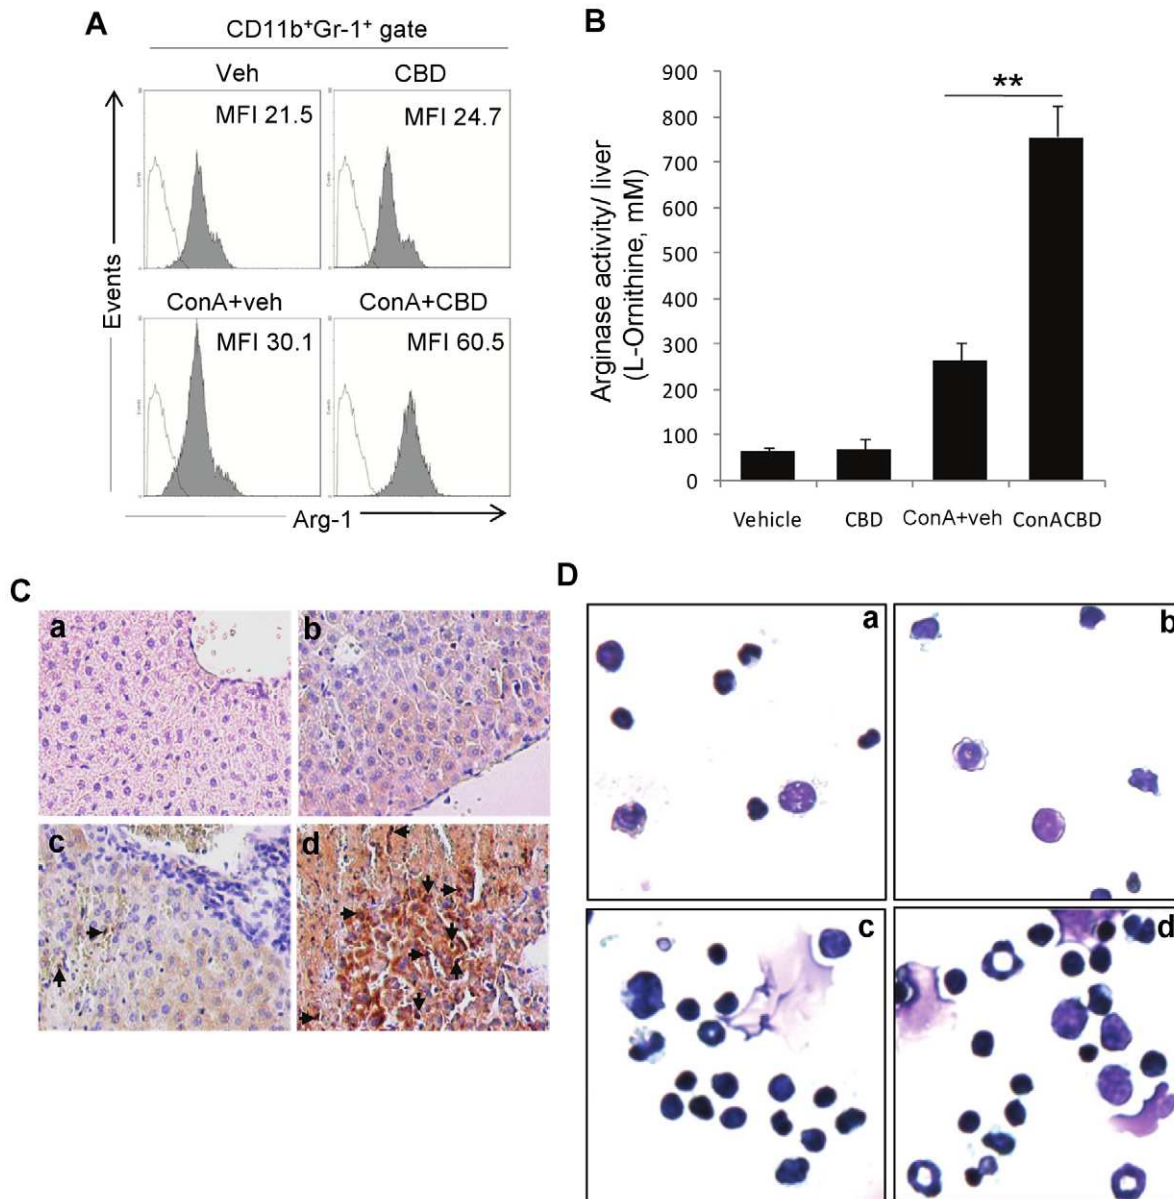 A
CD11b+Gr-1+ gate
Veh CBD
MFI 21.5 MFI 24.7
ConA+veh ConA+CBD
MFI 30.1 MFI 60.5
Events
Arg-1
B
**
900
800
700
600
500
400
300
200
100
0
Arginase activity/ liver
(L-Ornithine, mM)
Vehicle CBD ConA+veh ConACBD
C
a b
c d
D
a b
c d